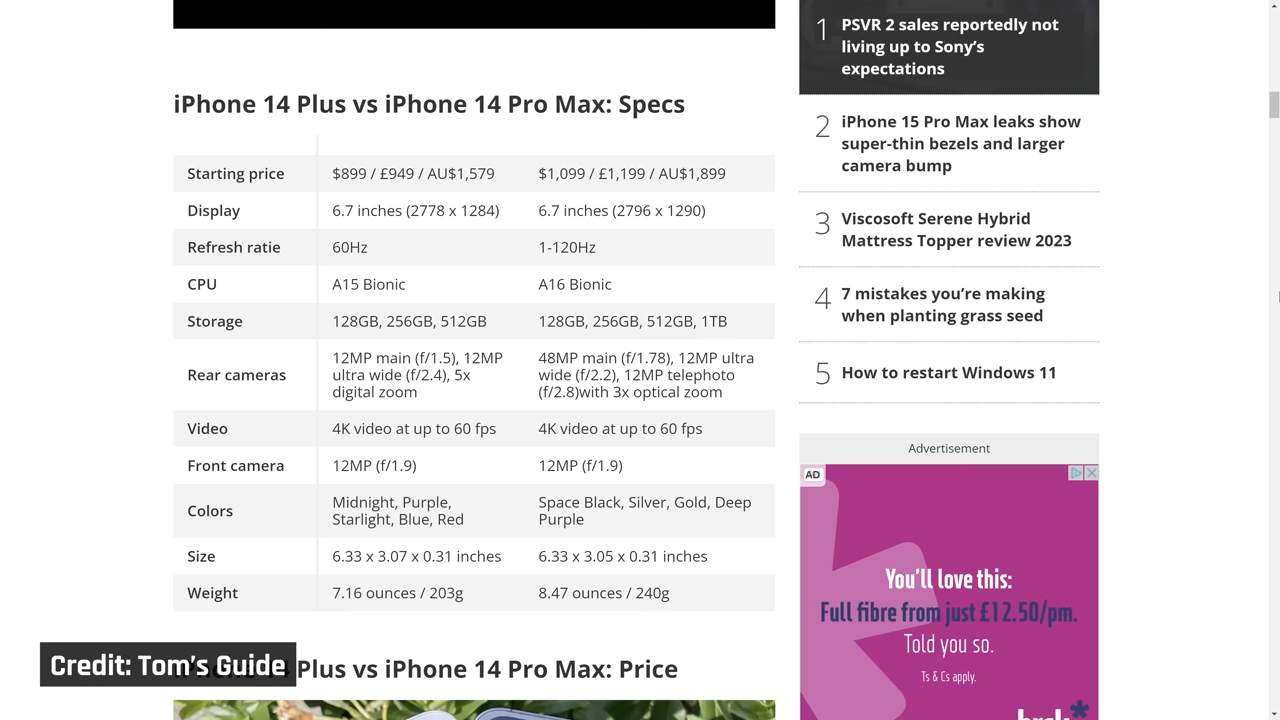 iPhone 14 Plus vs iPhone 14 Pro Max: Specs
Starting price $899 / £949 / AU$1,579 $1,099 / £1,199 / AU$1,899
Display 6.7 inches (2778 x 1284) 6.7 inches (2796 x 1290)
Refresh ratie 60Hz 1-120Hz
CPU A15 Bionic A16 Bionic
Storage 128GB, 256GB, 512GB 128GB, 256GB, 512GB, 1TB
Rear cameras
12MP main (f/1.5), 12MP
ultra wide (f/2.4), 5x
digital zoom
48MP main (f/1.78), 12MP ultra
wide (f/2.2), 12MP telephoto
(f/2.8)with 3x optical zoom
Video 4K video at up to 60 fps 4K video at up to 60 fps
Front camera 12MP (f/1.9) 12MP (f/1.9)
Colors
Midnight, Purple,
Starlight, Blue, Red
Space Black, Silver, Gold, Deep
Purple
Size 6.33 x 3.07 x 0.31 inches 6.33 x 3.05 x 0.31 inches
Weight 7.16 ounces / 203g 8.47 ounces / 240g
Credit: Tom's Guide
Plus vs iPhone 14 Pro Max: Price
1 PSVR 2 sales reportedly not
living up to Sony's
expectations
2 iPhone 15 Pro Max leaks show
super-thin bezels and larger
camera bump
3 Viscosoft Serene Hybrid
Mattress Topper review 2023
4 7 mistakes you're making
when planting grass seed
5 How to restart Windows 11
Advertisement
AD
You'll love this:
Full fibre from just £12.50/pm.
Told you so.
Ts & Cs apply.